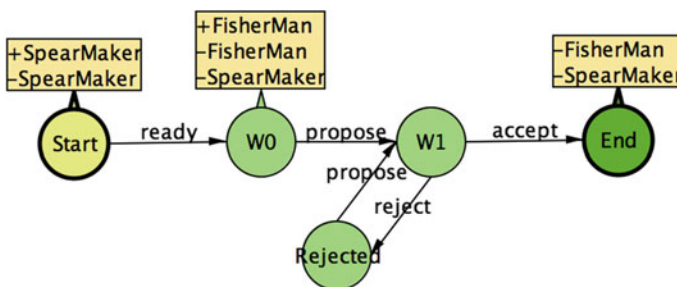 +SpearMaker
−SpearMaker
+FisherMan
−FisherMan
−SpearMaker
−FisherMan
−SpearMaker
Start
ready
W0
propose
W1
accept
End
propose
reject
Rejected